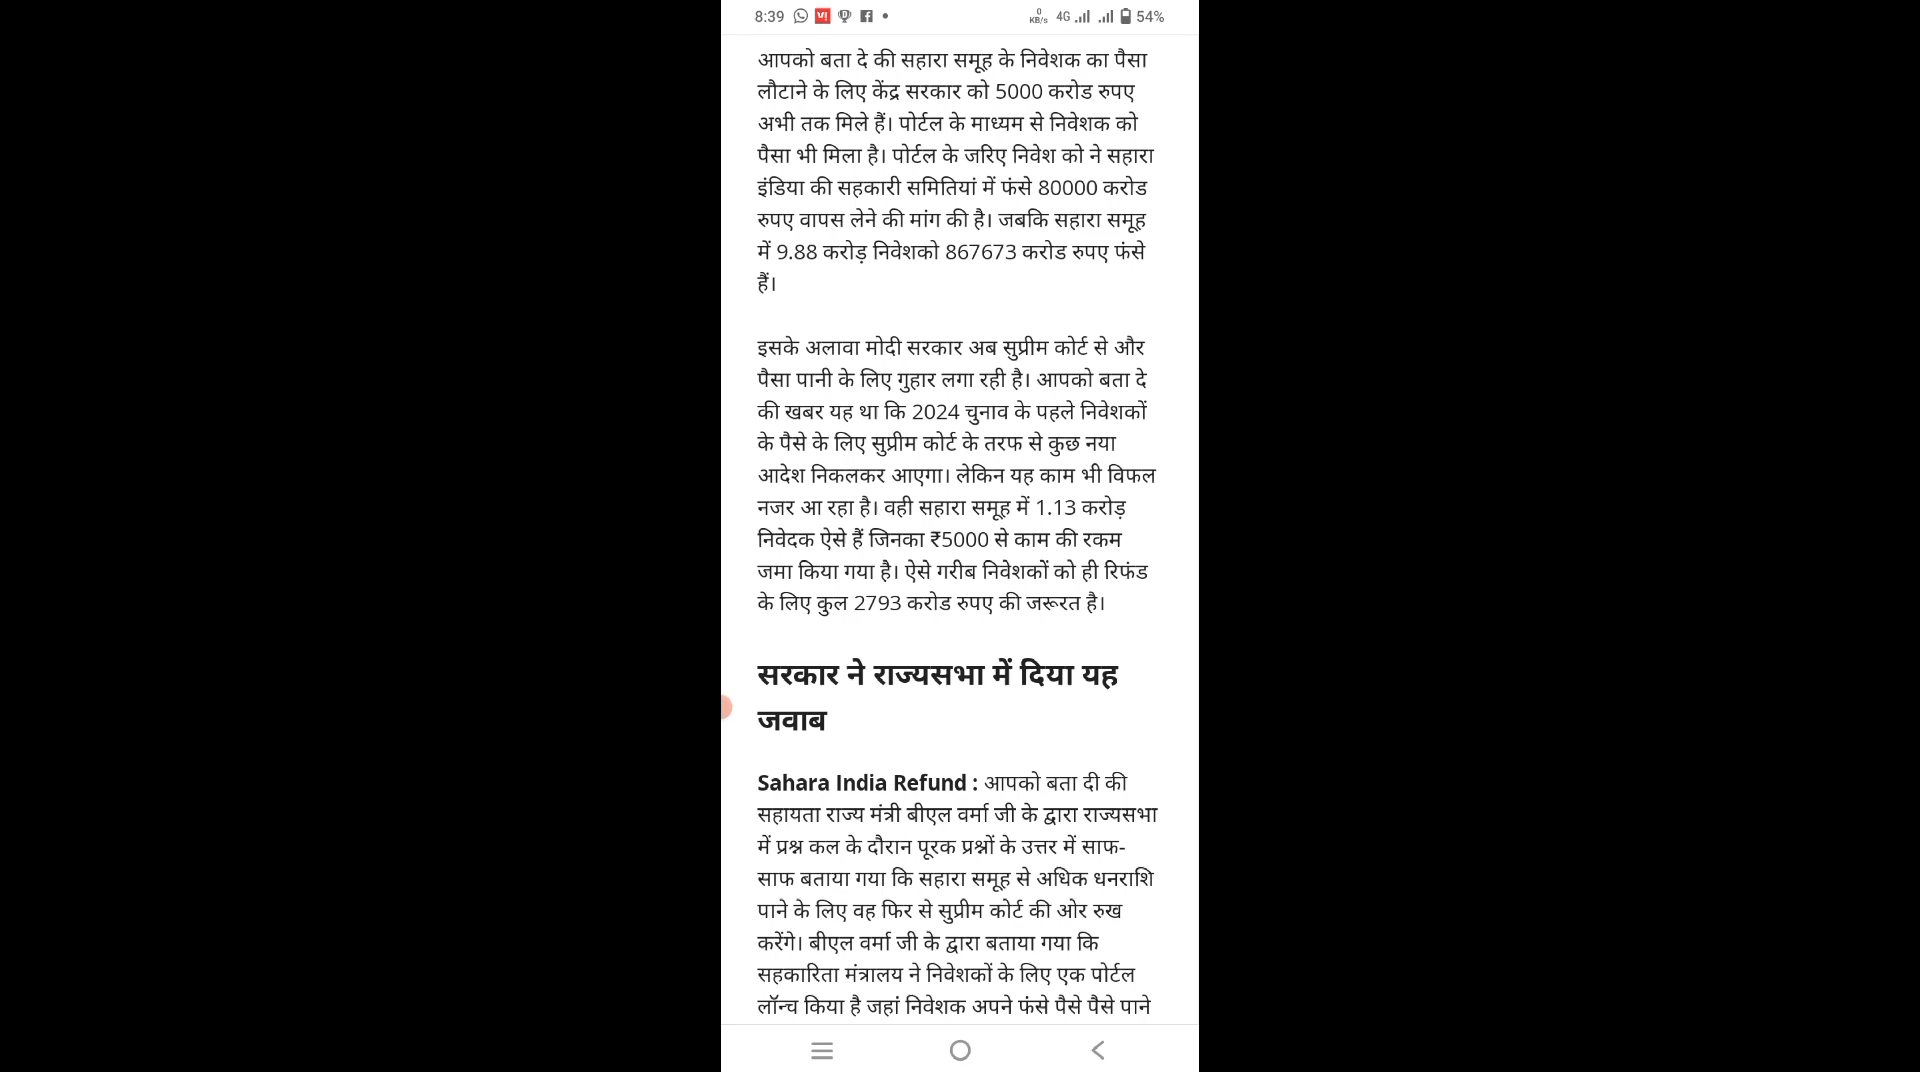 8:39
0 KB/s 4G 54%
आपको बता दे की सहारा समूह के निवेशक का पैसा
लौटाने के लिए केंद्र सरकार को 5000 करोड रुपए
अभी तक मिले हैं। पोर्टल के माध्यम से निवेशक को
पैसा भी मिला है। पोर्टल के जरिए निवेश को ने सहारा
इंडिया की सहकारी समितियां में फंसे 80000 करोड
रुपए वापस लेने की मांग की है। जबकि सहारा समूह
में 9.88 करोड़ निवेशको 867673 करोड रुपए फंसे
हैं।
इसके अलावा मोदी सरकार अब सुप्रीम कोर्ट से और
पैसा पानी के लिए गुहार लगा रही है। आपको बता दे
की खबर यह था कि 2024 चुनाव के पहले निवेशकों
के पैसे के लिए सुप्रीम कोर्ट के तरफ से कुछ नया
आदेश निकलकर आएगा। लेकिन यह काम भी विफल
नजर आ रहा है। वही सहारा समूह में 1.13 करोड़
निवेदक ऐसे हैं जिनका ₹5000 से काम की रकम
जमा किया गया है। ऐसे गरीब निवेशकों को ही रिफंड
के लिए कुल 2793 करोड रुपए की जरूरत है।
सरकार ने राज्यसभा में दिया यह
जवाब
Sahara India Refund : आपको बता दी की
सहायता राज्य मंत्री बीएल वर्मा जी के द्वारा राज्यसभा
में प्रश्न कल के दौरान पूरक प्रश्नों के उत्तर में साफ-
साफ बताया गया कि सहारा समूह से अधिक धनराशि
पाने के लिए वह फिर से सुप्रीम कोर्ट की ओर रुख
करेंगे। बीएल वर्मा जी के द्वारा बताया गया कि
सहकारिता मंत्रालय ने निवेशकों के लिए एक पोर्टल
लॉन्च किया है जहां निवेशक अपने फंसे पैसे पैसे पाने